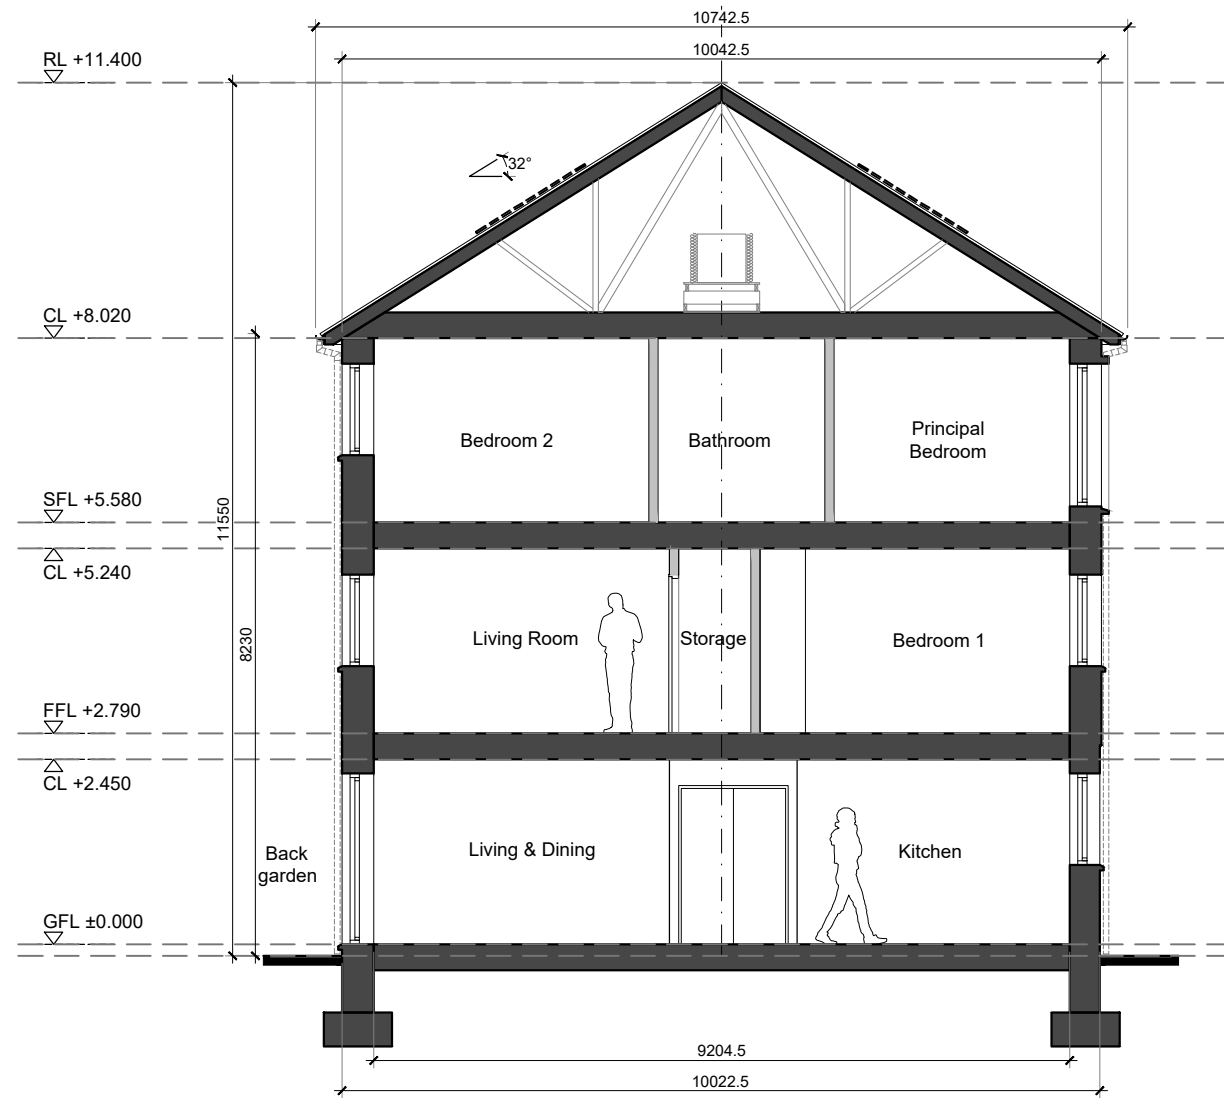 10742.5
10042.5
RL +11.400
32°
CL +8.020
Bedroom 2
Bathroom
Principal
Bedroom
SFL +5.580
11550
CL +5.240
8230
Living Room
Storage
Bedroom 1
FFL +2.790
CL +2.450
Living & Dining
Kitchen
Back
garden
GFL ±0.000
9204.5
10022.5